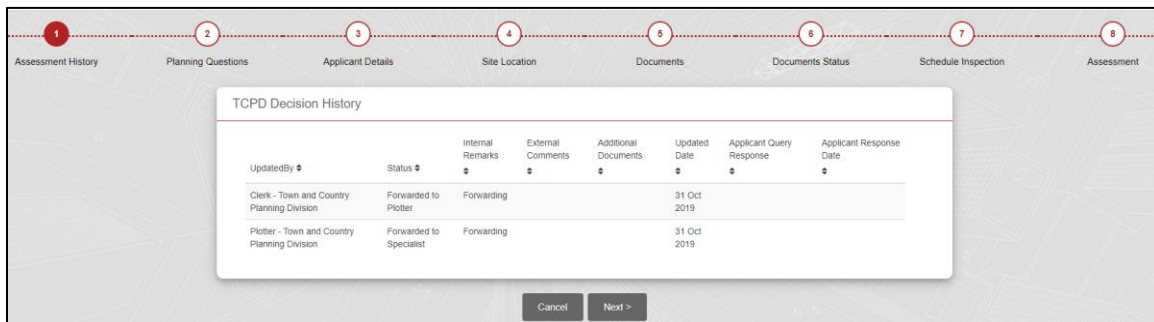 1 2 3 4 5 6 7 8
Assessment History Planning Questions Applicant Details Site Location Documents Documents Status Schedule Inspection Assessment
TCPD Decision History
Internal External Additional Updated Applicant Query Applicant Response
UpdatedBy Status Remarks Comments Documents Date Response Date
Clerk - Town and Country Forwarded to Forwarding 31 Oct
Planning Division Plotter 2019
Plotter - Town and Country Forwarded to Forwarding 31 Oct
Planning Division Specialist 2019
Cancel Next >